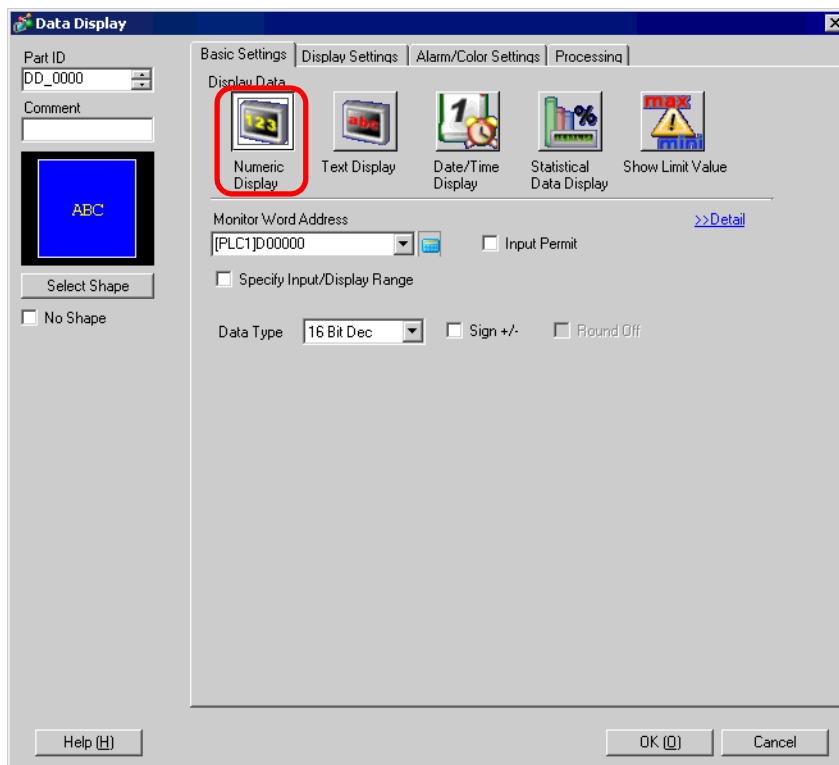 Data Display
Part ID
DD_0000
Comment
ABC
Select Shape
No Shape
Basic Settings
Display Settings
Alarm/Color Settings
Processing
Display Data
123
abc
1
%
max
mini
Numeric
Display
Text Display
Date/Time
Display
Statistical
Data Display
Show Limit Value
Monitor Word Address
>>Detail
[PLC1]D00000
Input Permit
Specify Input/Display Range
Data Type
16 Bit Dec
Sign +/-
Round Off
Help (H)
OK (O)
Cancel